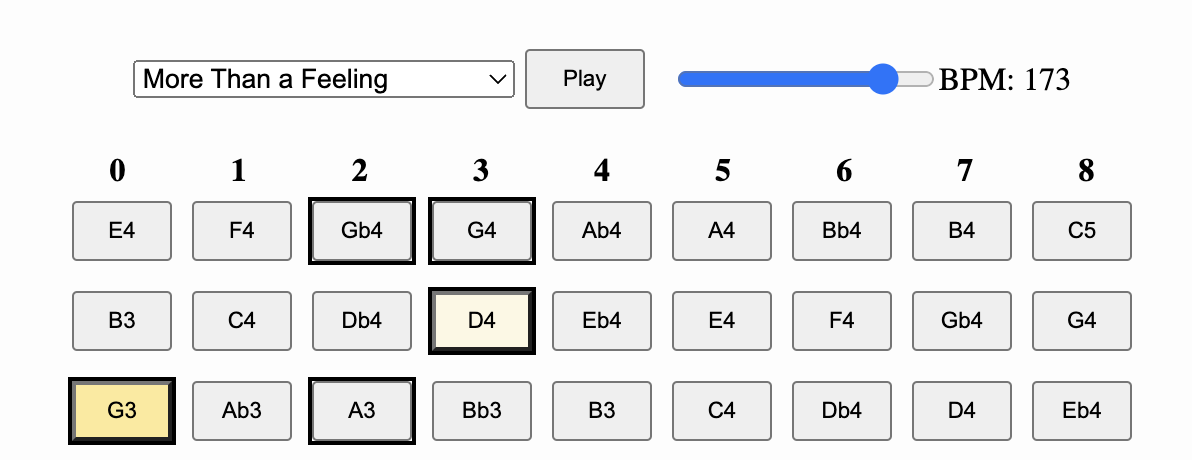 More Than a Feeling Play BPM: 173
0 1 2 3 4 5 6 7 8
E4 F4 Gb4 G4 Ab4 A4 Bb4 B4 C5
B3 C4 Db4 D4 Eb4 E4 F4 Gb4 G4
G3 Ab3 A3 Bb3 B3 C4 Db4 D4 Eb4